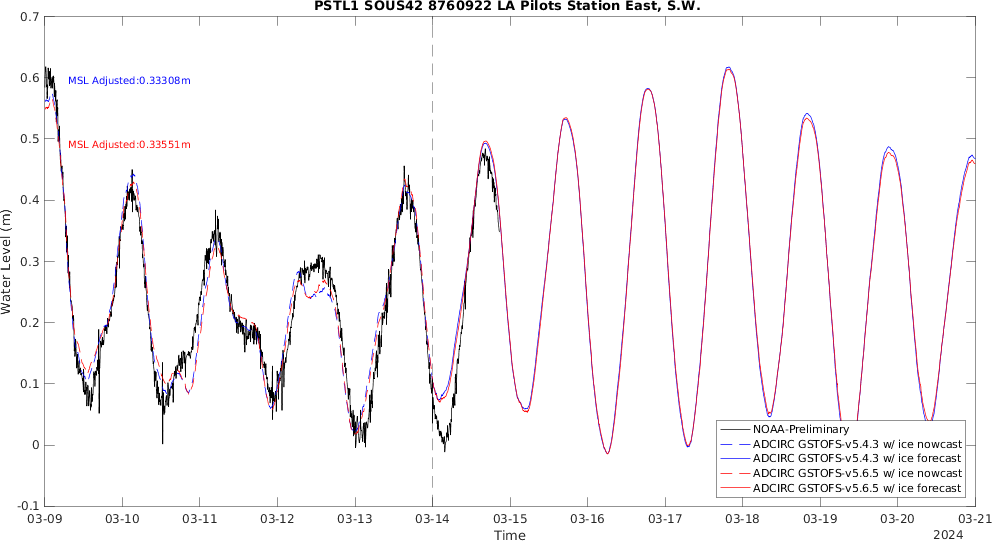 PSTL1 SOUS42 8760922 LA Pilots Station East, S.W.
0.7
0.6
0.5
0.4
0.3
0.2
0.1
0
-0.1
Water Level (m)
MSL Adjusted:0.33308m
MSL Adjusted:0.33551m
NOAA-Preliminary
ADCIRC GSTOFS-v5.4.3 w/ ice nowcast
ADCIRC GSTOFS-v5.4.3 w/ ice forecast
ADCIRC GSTOFS-v5.6.5 w/ ice nowcast
ADCIRC GSTOFS-v5.6.5 w/ ice forecast
03-09 03-10 03-11 03-12 03-13 03-14 03-15 03-16 03-17 03-18 03-19 03-20 03-21
Time
2024